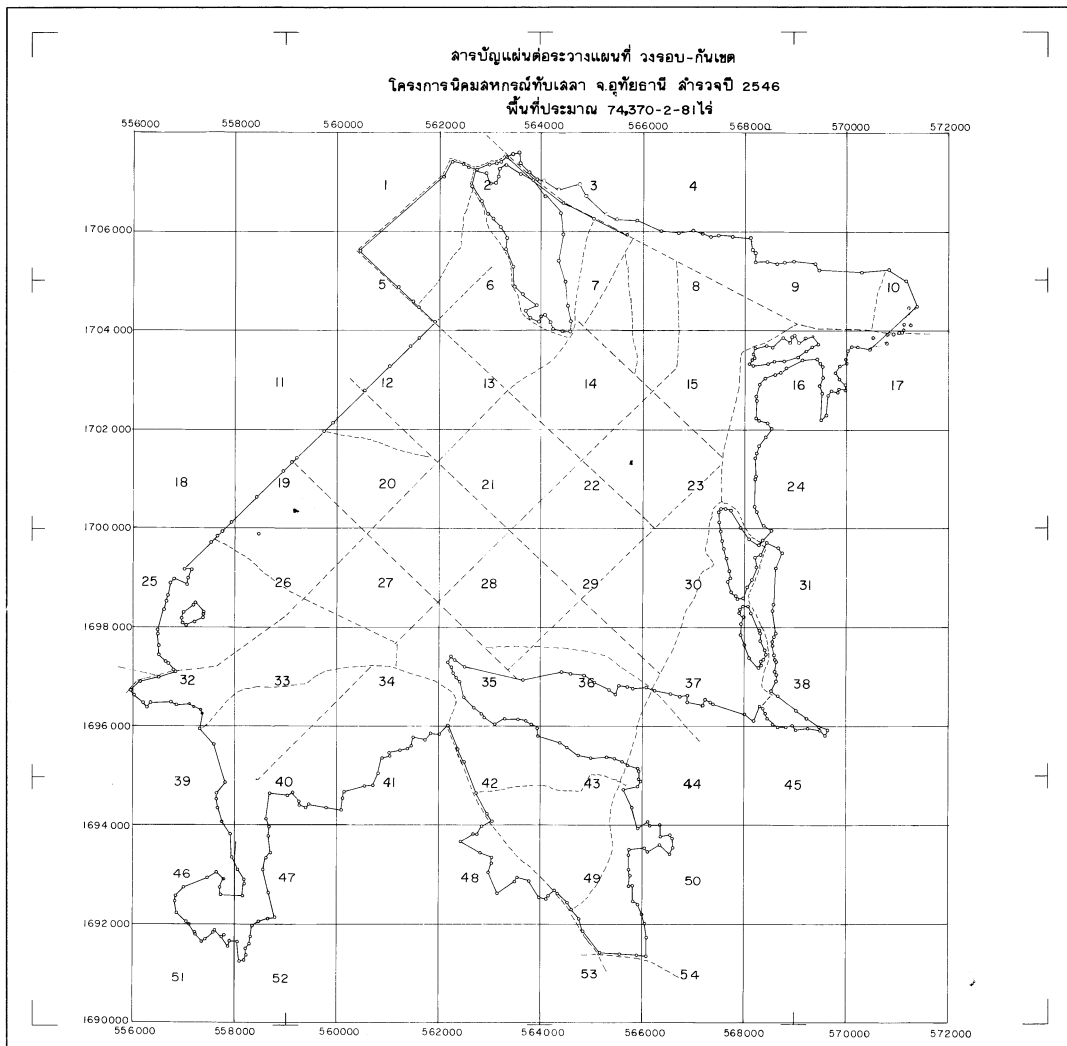 สารบัญแผ่นต่อระวางแผนที่ วงรอบ-กันเขต
โครงการนิคมสหกรณ์ทับเสลา จ.อุทัยธานี สำรวจปี 2546
พื้นที่ประมาณ 74,370-2-81ไร่
556000 558000 560000 562000 564000 566000 568000 570000 572000
1 2 3 4
1706000
5 6 7 8 9 10
1704000
11 12 13 14 15 16 17
1702000
18 19 20 21 22 23 24
1700000
25 26 27 28 29 30 31
1698000
32 33 34 35 36 37 38
1696000
39 40 41 42 43 44 45
1694000
46 47 48 49 50
1692000
51 52 53 54
1690000
556000 558000 560000 562000 564000 566000 568000 570000 572000